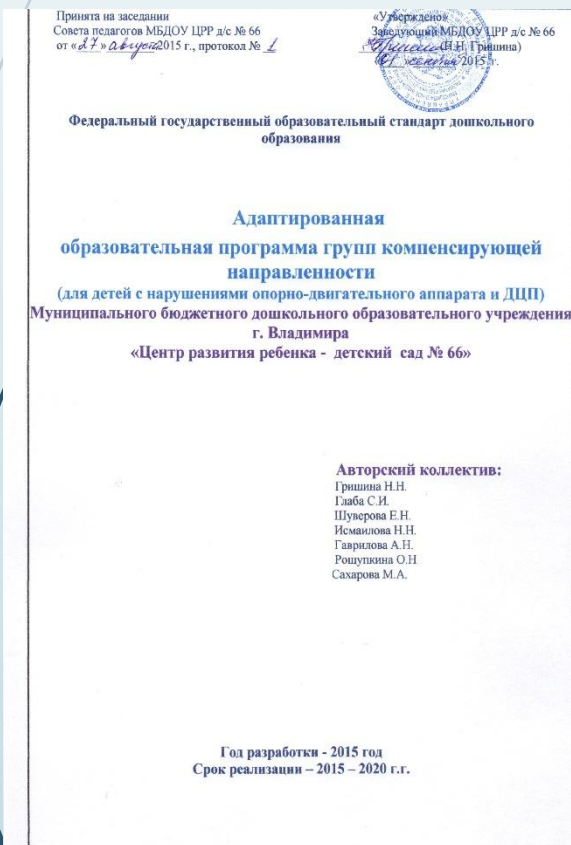 Принята на заседании
Совета педагогов МБДОУ ЦРР д/с № 66
от «27» августа 2015 г., протокол № 1
«Утверждено»
Заведующий МБДОУ ЦРР д/с № 66
(Н.Н. Гришина)
сентября 2015 г.
Федеральный государственный образовательный стандарт дошкольного
образования
Адаптированная
образовательная программа групп компенсирующей
направленности
(для детей с нарушениями опорно-двигательного аппарата и ДЦП)
Муниципального бюджетного дошкольного образовательного учреждения
г. Владимира
«Центр развития ребенка - детский сад № 66»
Авторский коллектив:
Гришина Н.Н.
Глаба С.И.
Шуверова Е.Н.
Исмаилова Н.Н.
Гаврилова А.Н.
Рощупкина О.Н
Сахарова М.А.
Год разработки - 2015 год
Срок реализации – 2015 – 2020 г.г.